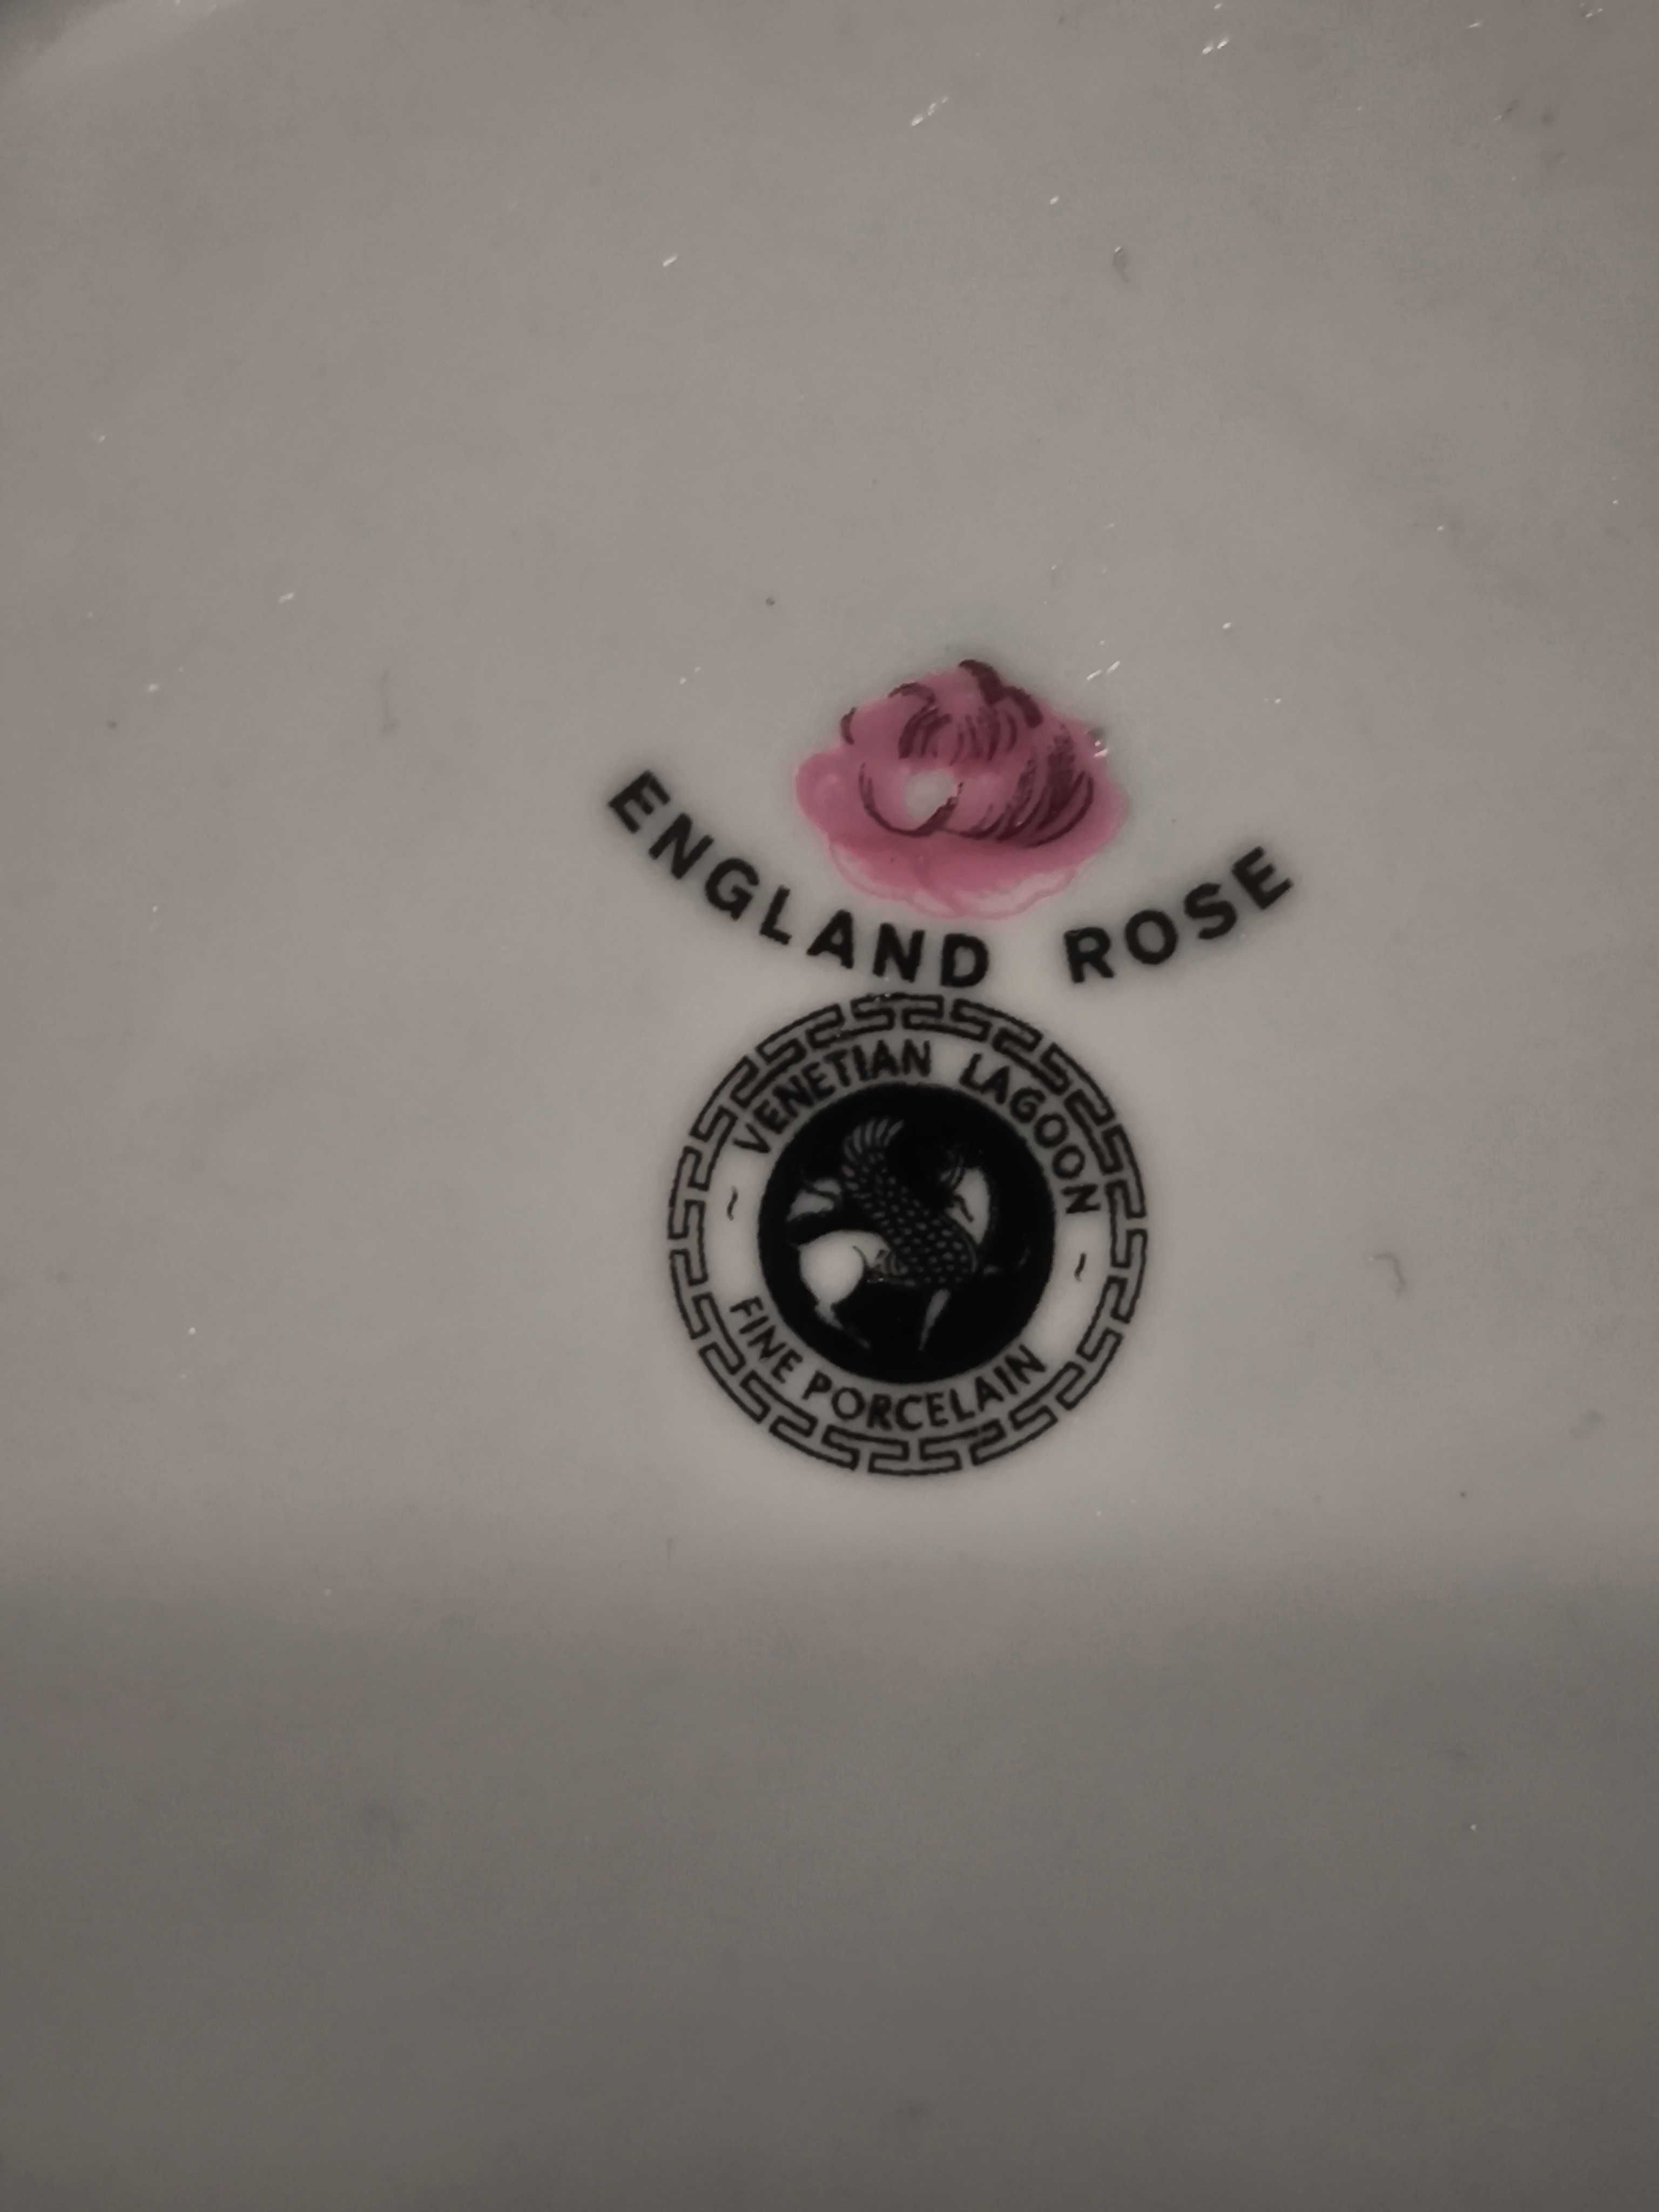 ENGLAND ROSE
VENETIAN LAGOON
~ ~
FINE PORCELAIN